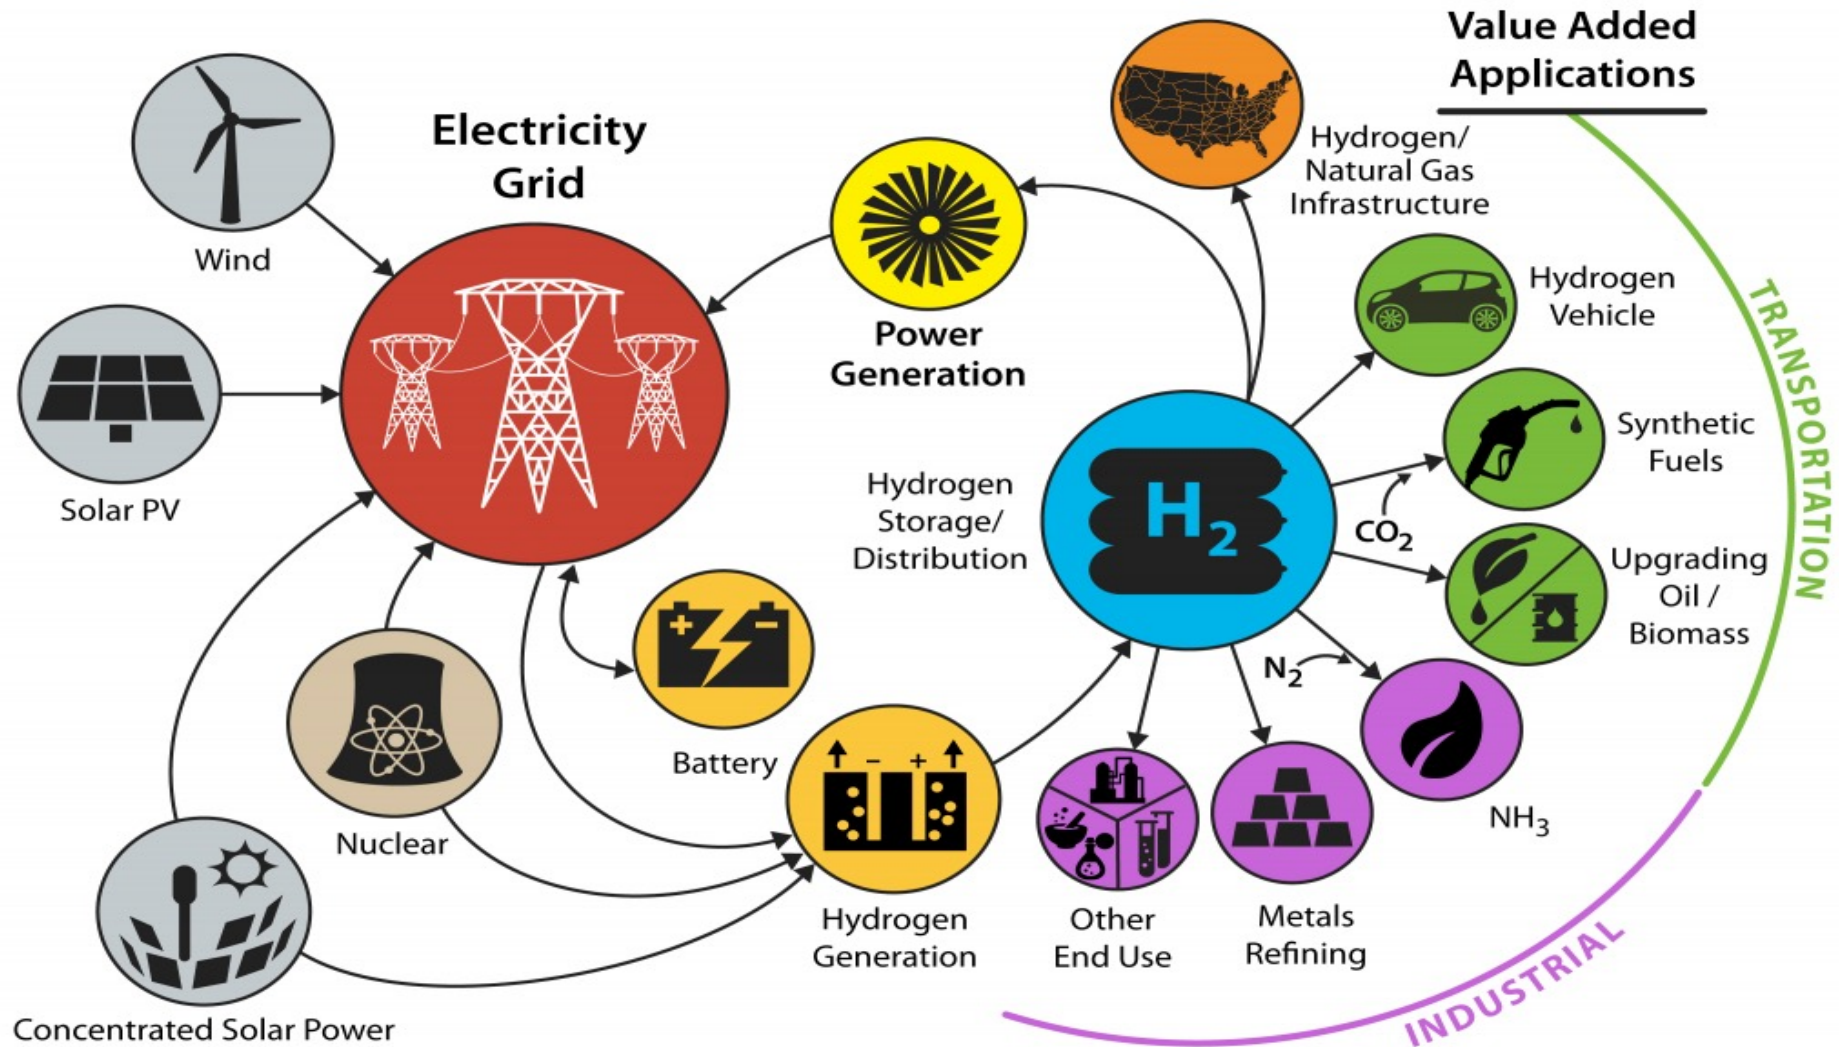 Value Added
Applications
Electricity
Grid
Wind
Solar PV
Nuclear
Concentrated Solar Power
Battery
+
−
Power
Generation
Hydrogen
Generation
−
+
Hydrogen
Storage/
Distribution
H₂
Hydrogen/
Natural Gas
Infrastructure
Hydrogen
Vehicle
Synthetic
Fuels
CO₂
Upgrading
Oil /
Biomass
N₂
NH₃
Other
End Use
Metals
Refining
TRANSPORTATION
INDUSTRIAL